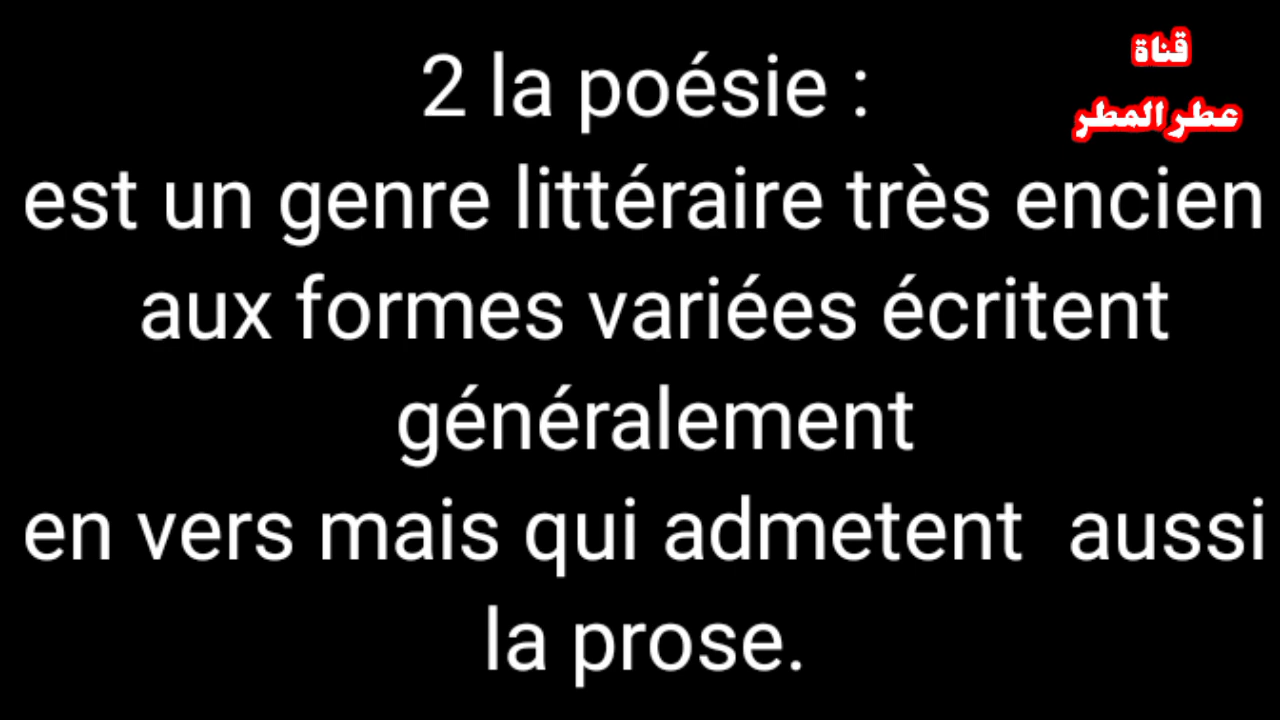 2 la poésie :
قناة
عطر المطر
est un genre littéraire très encien
aux formes variées écritent
généralement
en vers mais qui admetent aussi
la prose.